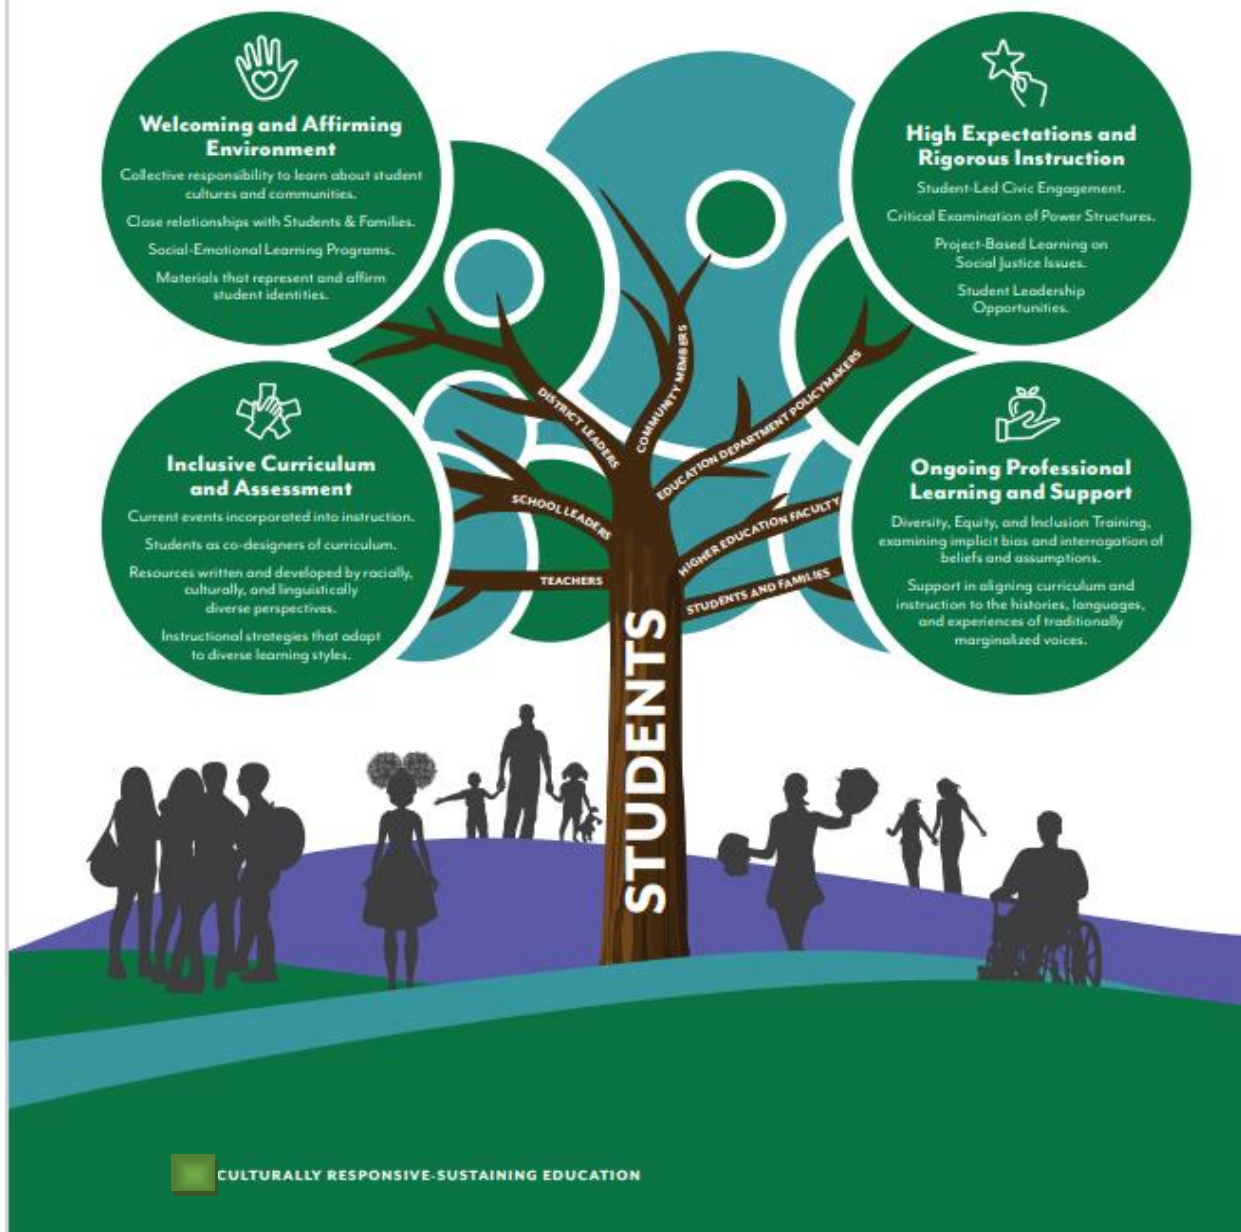 Welcoming and Affirming
Environment
Collective responsibility to learn about student
cultures and communities.
Close relationships with Students & Families.
Social-Emotional Learning Programs.
Materials that represent and affirm
student identities.
High Expectations and
Rigorous Instruction
Student-Led Civic Engagement.
Critical Examination of Power Structures.
Project-Based Learning on
Social Justice Issues.
Student Leadership
Opportunities.
Inclusive Curriculum
and Assessment
Current events incorporated into instruction.
Students as co-designers of curriculum.
Resources written and developed by racially,
culturally, and linguistically
diverse perspectives.
Instructional strategies that adapt
to diverse learning styles.
Ongoing Professional
Learning and Support
Diversity, Equity, and Inclusion Training,
examining implicit bias and interrogation of
beliefs and assumptions.
Support in aligning curriculum and
instruction to the histories, languages,
and experiences of traditionally
marginalized voices.
DISTRICT LEADERS
COMMUNITY MEMBERS
EDUCATION DEPARTMENT POLICYMAKERS
SCHOOL LEADERS
HIGHER EDUCATION FACULTY
TEACHERS
STUDENTS AND FAMILIES
STUDENTS
CULTURALLY RESPONSIVE-SUSTAINING EDUCATION